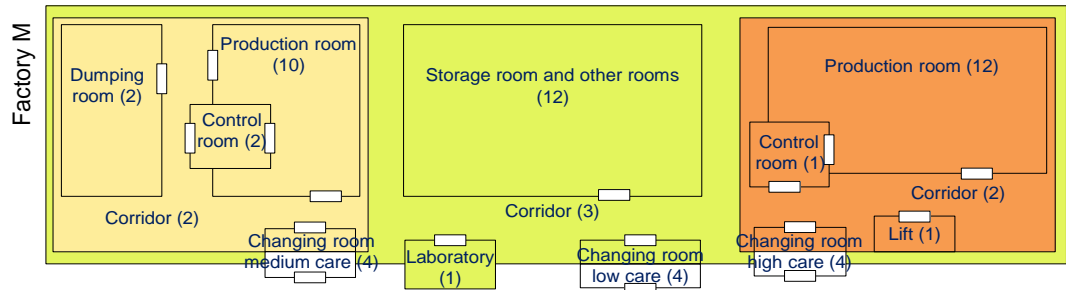 Factory M
Dumping
room (2)
Production room
(10)
Control
room (2)
Corridor (2)
Changing room
medium care (4)
Storage room and other rooms
(12)
Corridor (3)
Laboratory
(1)
Changing room
low care (4)
Production room (12)
Control
room (1)
Corridor (2)
Changing room
high care (4)
Lift (1)